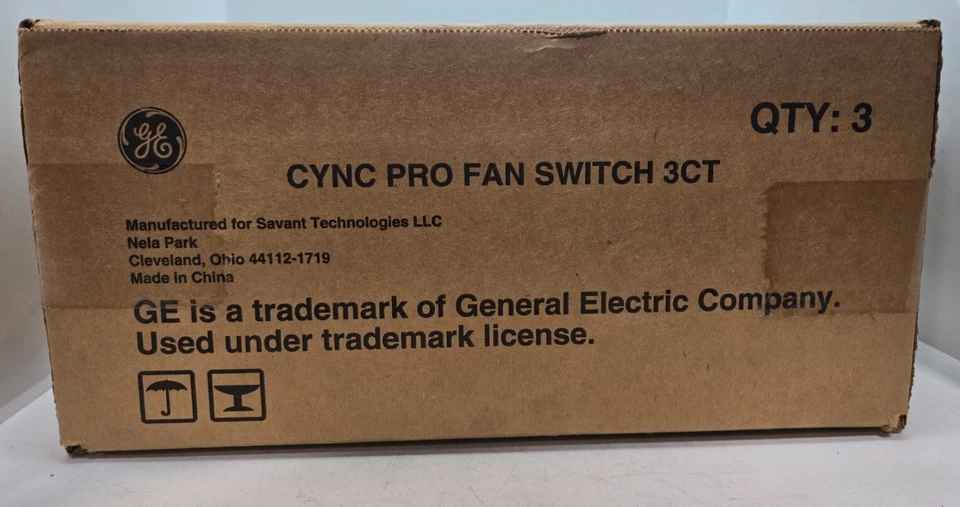 GE
QTY: 3
CYNC PRO FAN SWITCH 3CT
Manufactured for Savant Technologies LLC
Nela Park
Cleveland, Ohio 44112-1719
Made in China
GE is a trademark of General Electric Company.
Used under trademark license.